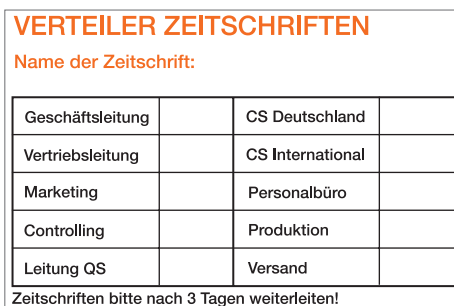 VERTEILER ZEITSCHRIFTEN
Name der Zeitschrift:
Geschäftsleitung CS Deutschland
Vertriebsleitung CS International
Marketing Personalbüro
Controlling Produktion
Leitung QS Versand
Zeitschriften bitte nach 3 Tagen weiterleiten!